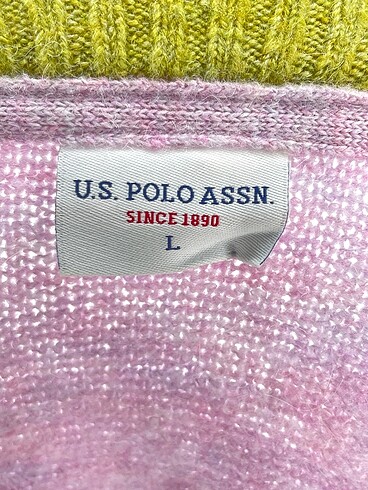 U.S. POLO ASSN.
SINCE 1890
L